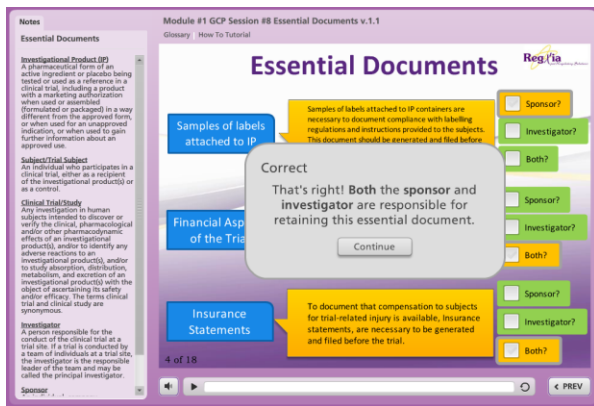 Notes
Module #1 GCP Session #8 Essential Documents v.1.1
Glossary | How To Tutorial
Essential Documents
Investigational Product (IP)
A pharmaceutical form of an
active ingredient or placebo being
tested or used as a reference in a
clinical trial, including a product
with a marketing authorization
when used or assembled
(formulated or packaged) in a way
different from the approved form,
or when used for an unapproved
indication, or when used to gain
further information about an
approved use.
Subject/Trial Subject
An individual who participates in a
clinical trial, either as a recipient
of the investigational product(s) or
as a control.
Clinical Trial/Study
Any investigation in human
subjects intended to discover or
verify the clinical, pharmacological
and/or other pharmacodynamic
effects of an investigational
product(s), and/or to identify any
adverse reactions to an
investigational product(s), and/or
to study absorption, distribution,
metabolism, and excretion of an
investigational product(s) with the
object of ascertaining its safety
and/or efficacy. The terms clinical
trial and clinical study are
synonymous.
Investigator
A person responsible for the
conduct of the clinical trial at a
trial site. If a trial is conducted by
a team of individuals at a trial site,
the investigator is the responsible
leader of the team and may be
called the principal investigator.
Sponsor
Essential Documents
Samples of labels
attached to IP
Samples of labels attached to IP containers are
necessary to document compliance with labelling
regulations and instructions provided to the subjects.
This document should be generated and filed before
Sponsor?
Investigator?
Both?
Correct
That's right! Both the sponsor and
investigator are responsible for
retaining this essential document.
Continue
Financial Asp
of the Tria
Sponsor?
Investigator?
Both?
Insurance
Statements
To document that compensation to subjects
for trial-related injury is available, Insurance
statements, are necessary to be generated
and filed before the trial.
Sponsor?
Investigator?
Both?
4 of 18
< PREV